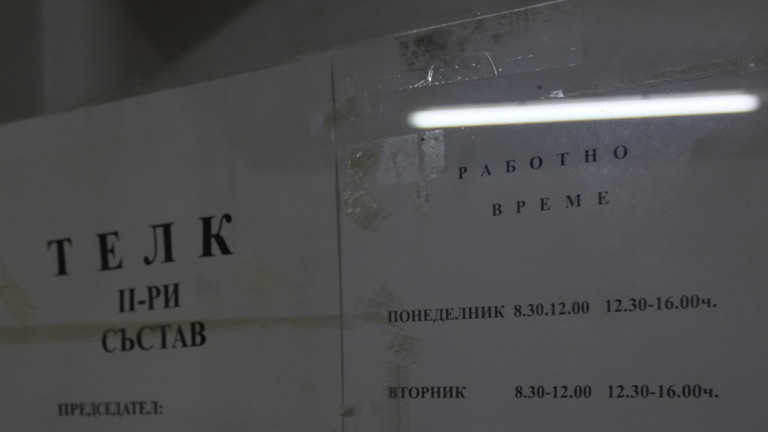 ТЕЛК
II-РИ
СЪСТАВ
ПРЕДСЕДАТЕЛ:
РАБОТНО
ВРЕМЕ
ПОНЕДЕЛНИК 8.30.12.00 12.30-16.00ч.
ВТОРНИК 8.30-12.00 12.30-16.00ч.